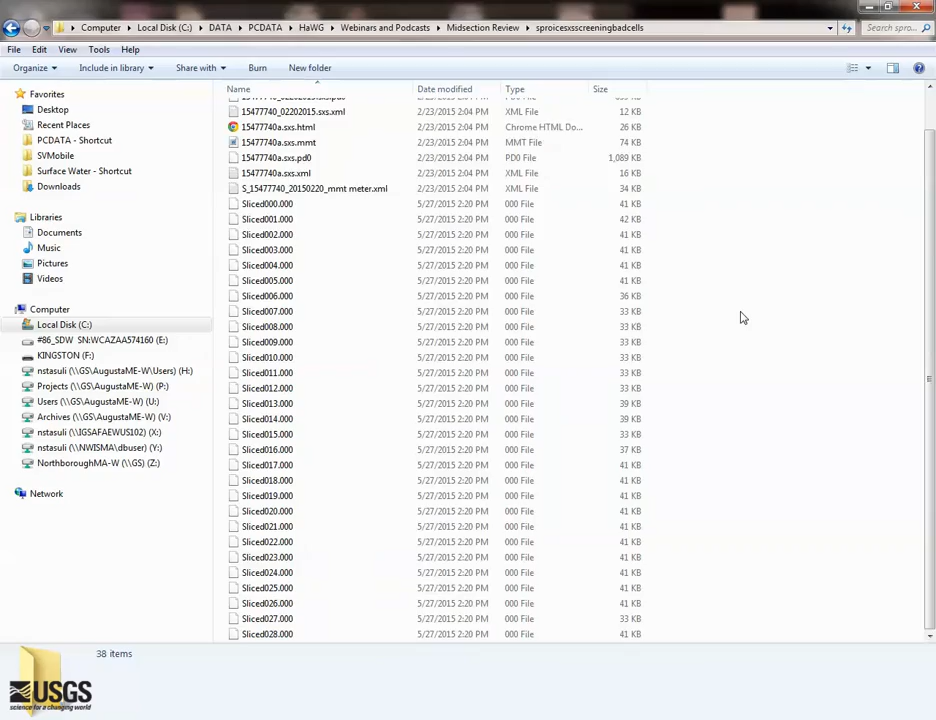 Computer ▸ Local Disk (C:) ▸ DATA ▸ PCDATA ▸ HaWG ▸ Webinars and Podcasts ▸ Midsection Review ▸ sproicesxsscreeningbadcells
Search spro...
File Edit View Tools Help
Organize Include in library Share with Burn New folder
Name Date modified Type Size
15477740_02202015.sxs.xml 2/23/2015 2:04 PM XML File 12 KB
15477740a.sxs.html 2/23/2015 2:04 PM Chrome HTML Do... 26 KB
15477740a.sxs.mmt 2/23/2015 2:04 PM MMT File 74 KB
15477740a.sxs.pd0 2/23/2015 2:04 PM PD0 File 1,089 KB
15477740a.sxs.xml 2/23/2015 2:04 PM XML File 16 KB
S_15477740_20150220_mmt meter.xml 2/23/2015 2:04 PM XML File 34 KB
Sliced000.000 5/27/2015 2:20 PM 000 File 41 KB
Sliced001.000 5/27/2015 2:20 PM 000 File 42 KB
Sliced002.000 5/27/2015 2:20 PM 000 File 41 KB
Sliced003.000 5/27/2015 2:20 PM 000 File 41 KB
Sliced004.000 5/27/2015 2:20 PM 000 File 41 KB
Sliced005.000 5/27/2015 2:20 PM 000 File 41 KB
Sliced006.000 5/27/2015 2:20 PM 000 File 36 KB
Sliced007.000 5/27/2015 2:20 PM 000 File 33 KB
Sliced008.000 5/27/2015 2:20 PM 000 File 33 KB
Sliced009.000 5/27/2015 2:20 PM 000 File 33 KB
Sliced010.000 5/27/2015 2:20 PM 000 File 33 KB
Sliced011.000 5/27/2015 2:20 PM 000 File 33 KB
Sliced012.000 5/27/2015 2:20 PM 000 File 33 KB
Sliced013.000 5/27/2015 2:20 PM 000 File 39 KB
Sliced014.000 5/27/2015 2:20 PM 000 File 39 KB
Sliced015.000 5/27/2015 2:20 PM 000 File 33 KB
Sliced016.000 5/27/2015 2:20 PM 000 File 37 KB
Sliced017.000 5/27/2015 2:20 PM 000 File 41 KB
Sliced018.000 5/27/2015 2:20 PM 000 File 41 KB
Sliced019.000 5/27/2015 2:20 PM 000 File 41 KB
Sliced020.000 5/27/2015 2:20 PM 000 File 41 KB
Sliced021.000 5/27/2015 2:20 PM 000 File 41 KB
Sliced022.000 5/27/2015 2:20 PM 000 File 41 KB
Sliced023.000 5/27/2015 2:20 PM 000 File 41 KB
Sliced024.000 5/27/2015 2:20 PM 000 File 41 KB
Sliced025.000 5/27/2015 2:20 PM 000 File 41 KB
Sliced026.000 5/27/2015 2:20 PM 000 File 41 KB
Sliced027.000 5/27/2015 2:20 PM 000 File 41 KB
Sliced028.000 5/27/2015 2:20 PM 000 File 41 KB
Favorites
Desktop
Recent Places
PCDATA - Shortcut
SVMobile
Surface Water - Shortcut
Downloads
Libraries
Documents
Music
Pictures
Videos
Computer
Local Disk (C:)
#86_SDW SN:WCAZAA574160 (E:)
KINGSTON (F:)
nstasuli (\\GS\AugustaME-W\Users) (H:)
Projects (\\GS\AugustaME-W) (P:)
Users (\\GS\AugustaME-W) (U:)
Archives (\\GS\AugustaME-W) (V:)
nstasuli (\\IGSAFAEWUS102) (X:)
nstasuli (\\NWISMA\dbuser) (Y:)
NorthboroughMA-W (\\GS) (Z:)
Network
38 items
USGS
science for a changing world